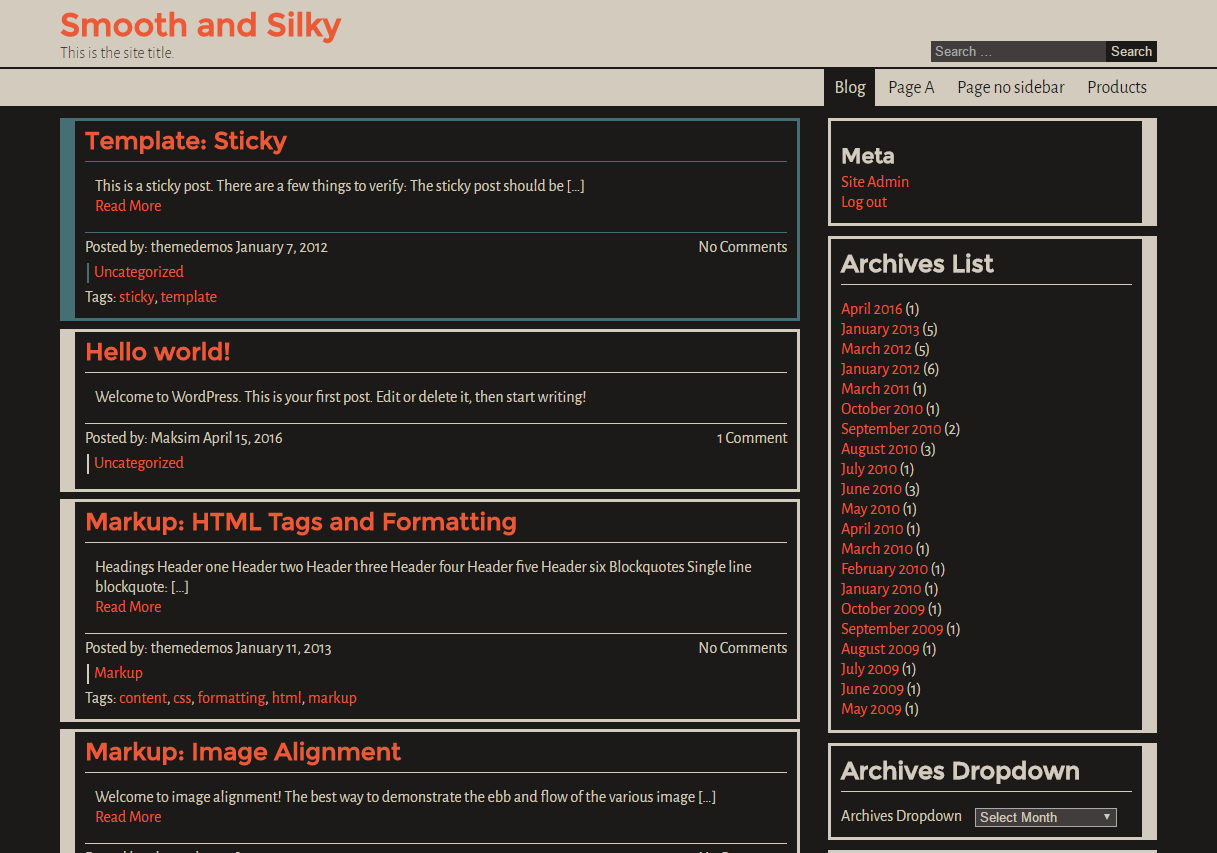 Smooth and Silky
This is the site title.
Search ...
Search
Blog
Page A
Page no sidebar
Products
Template: Sticky
This is a sticky post. There are a few things to verify: The sticky post should be [...]
Read More
Posted by: themedemos January 7, 2012
No Comments
Uncategorized
Tags: sticky, template
Hello world!
Welcome to WordPress. This is your first post. Edit or delete it, then start writing!
Posted by: Maksim April 15, 2016
1 Comment
Uncategorized
Markup: HTML Tags and Formatting
Headings Header one Header two Header three Header four Header five Header six Blockquotes Single line
blockquote: [...]
Read More
Posted by: themedemos January 11, 2013
No Comments
Markup
Tags: content, css, formatting, html, markup
Markup: Image Alignment
Welcome to image alignment! The best way to demonstrate the ebb and flow of the various image [...]
Read More
Meta
Site Admin
Log out
Archives List
April 2016 (1)
January 2013 (5)
March 2012 (5)
January 2012 (6)
March 2011 (1)
October 2010 (1)
September 2010 (2)
August 2010 (3)
July 2010 (1)
June 2010 (3)
May 2010 (1)
April 2010 (1)
March 2010 (1)
February 2010 (1)
January 2010 (1)
October 2009 (1)
September 2009 (1)
August 2009 (1)
July 2009 (1)
June 2009 (1)
May 2009 (1)
Archives Dropdown
Archives Dropdown
Select Month